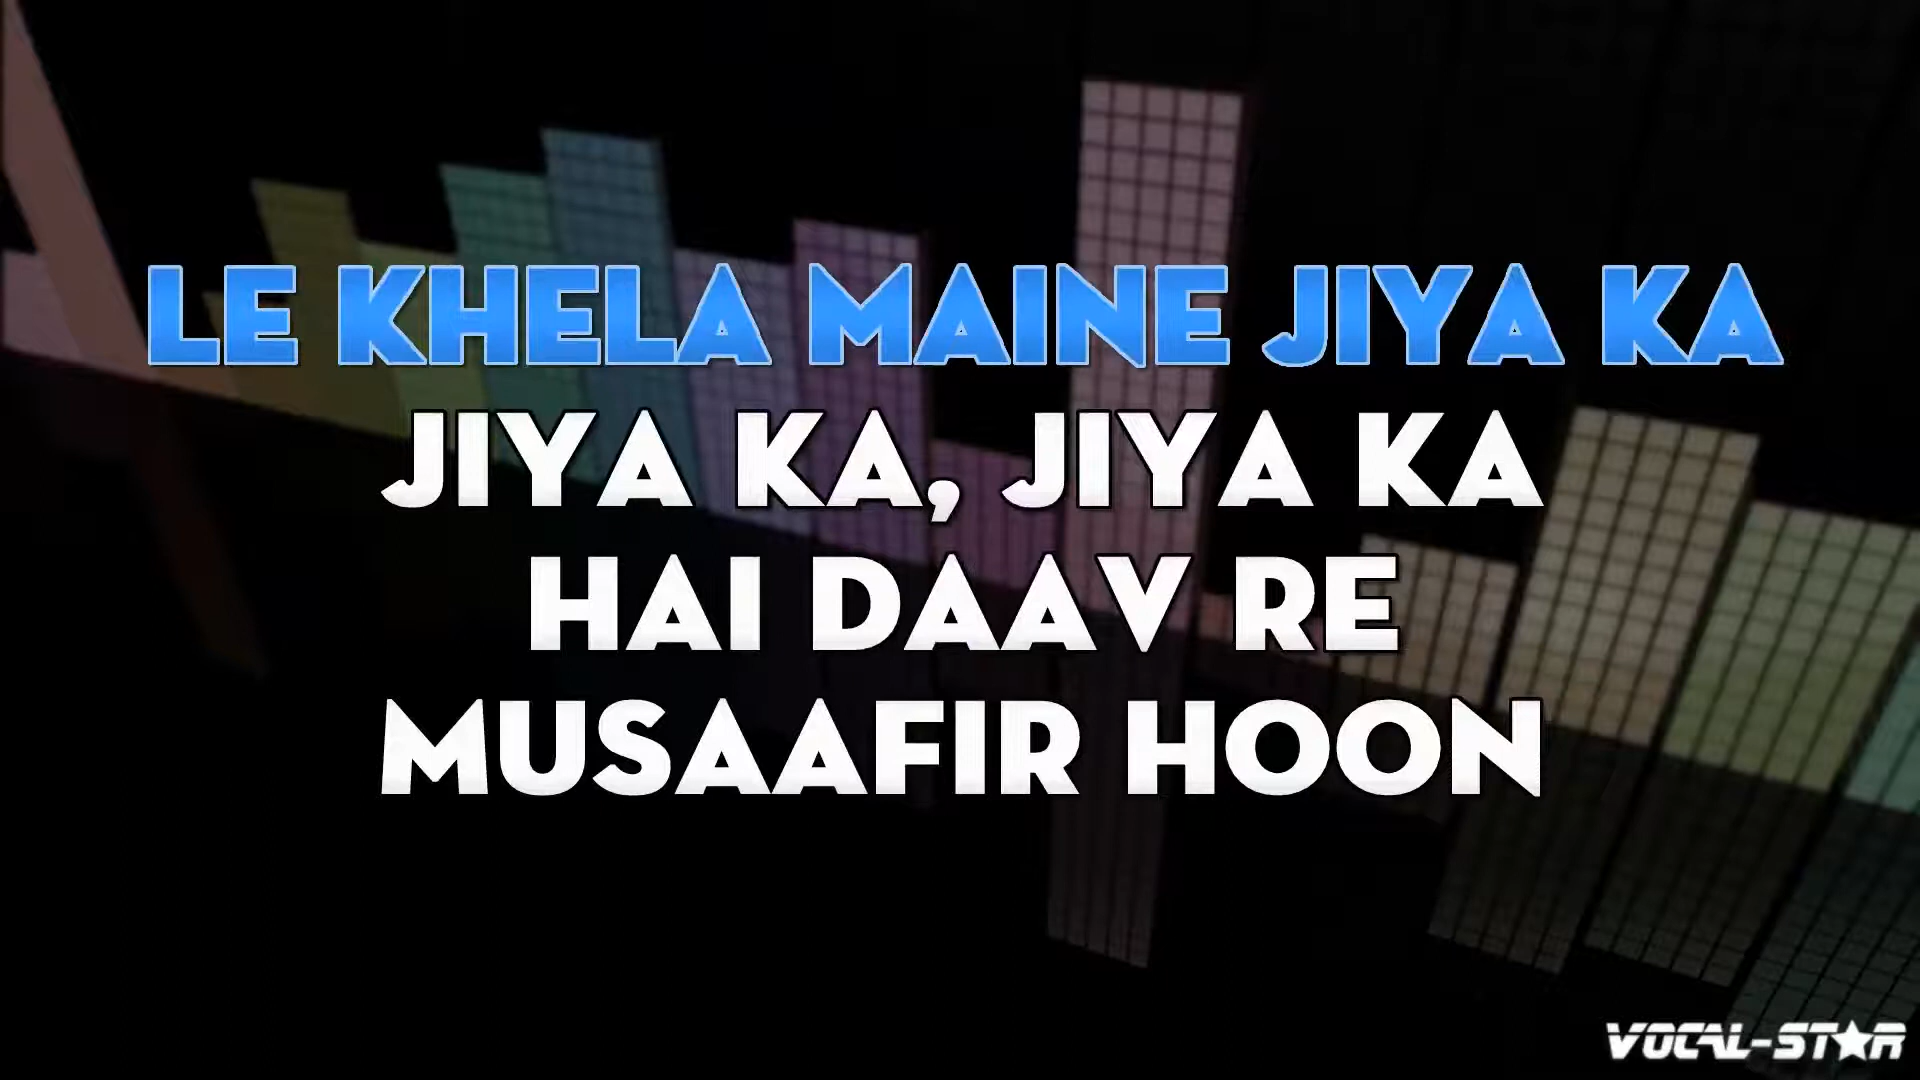 LE KHELA MAINE JIYA KA
JIYA KA, JIYA KA
HAI DAAV RE
MUSAAFIR HOON
VOCAL-STAR